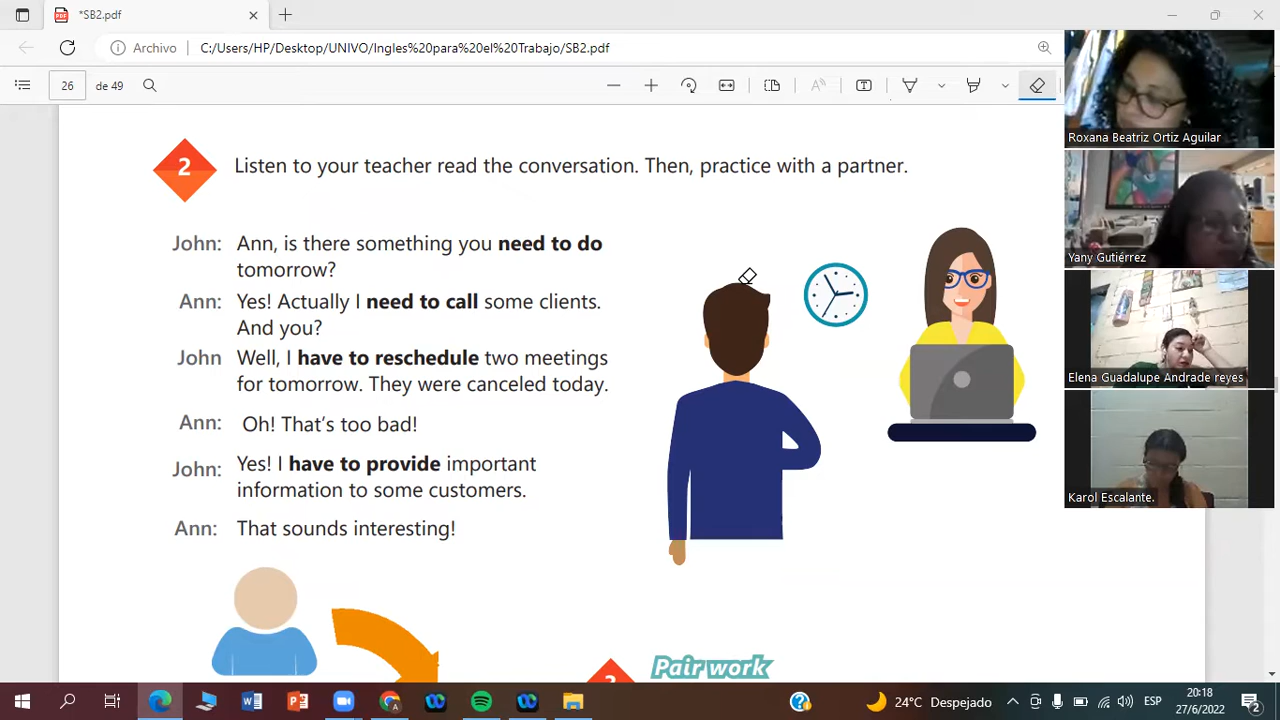 *SB2.pdf
Archivo
C:/Users/HP/Desktop/UNIVO/Ingles%20para%20el%20Trabajo/SB2.pdf
26
de 49
2
Listen to your teacher read the conversation. Then, practice with a partner.
John: Ann, is there something you need to do
tomorrow?
Ann: Yes! Actually I need to call some clients.
And you?
John Well, I have to reschedule two meetings
for tomorrow. They were canceled today.
Ann: Oh! That's too bad!
John: Yes! I have to provide important
information to some customers.
Ann: That sounds interesting!
Pair work
Roxana Beatriz Ortiz Aguilar
Yany Gutiérrez
Elena Guadalupe Andrade reyes
Karol Escalante.
24°C Despejado
ESP
20:18
27/6/2022
2